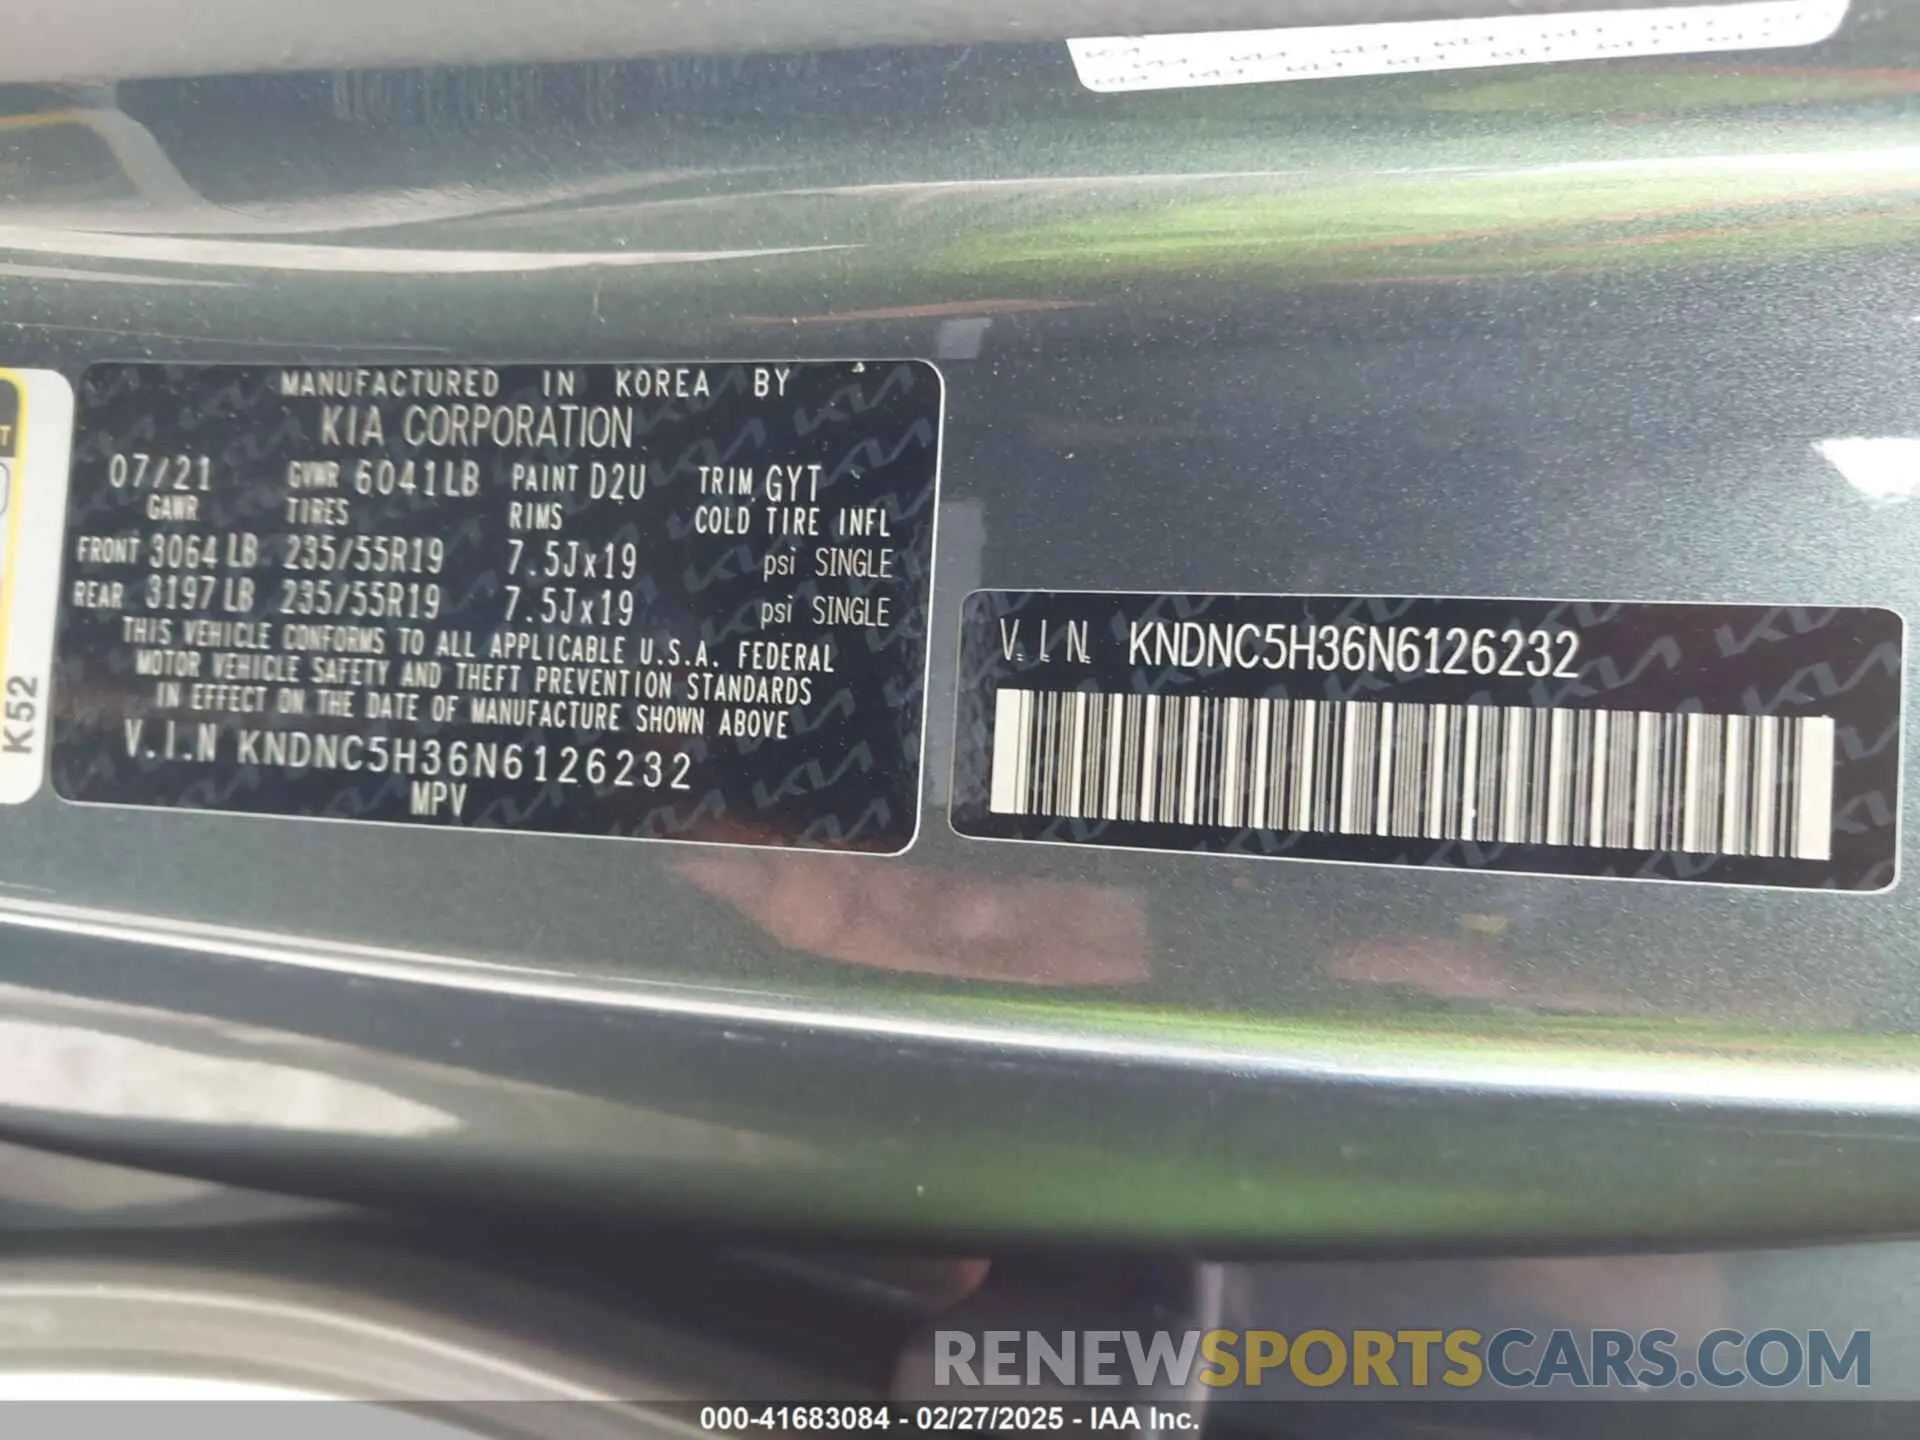 MANUFACTURED IN KOREA BY
KIA CORPORATION
07/21 GVWR 6041LB PAINT D2U TRIM GYT
GAWR TIRES RIMS COLD TIRE INFL
FRONT 3064 LB 235/55R19 7.5Jx19 psi SINGLE
REAR 3197 LB 235/55R19 7.5Jx19 psi SINGLE
THIS VEHICLE CONFORMS TO ALL APPLICABLE U.S.A. FEDERAL
MOTOR VEHICLE SAFETY AND THEFT PREVENTION STANDARDS
IN EFFECT ON THE DATE OF MANUFACTURE SHOWN ABOVE
V.I.N KNDNC5H36N6126232
MPV
K52
V.I.N. KNDNC5H36N6126232
RENEWSPORTSCARS.COM
000-41683084 - 02/27/2025 - IAA Inc.